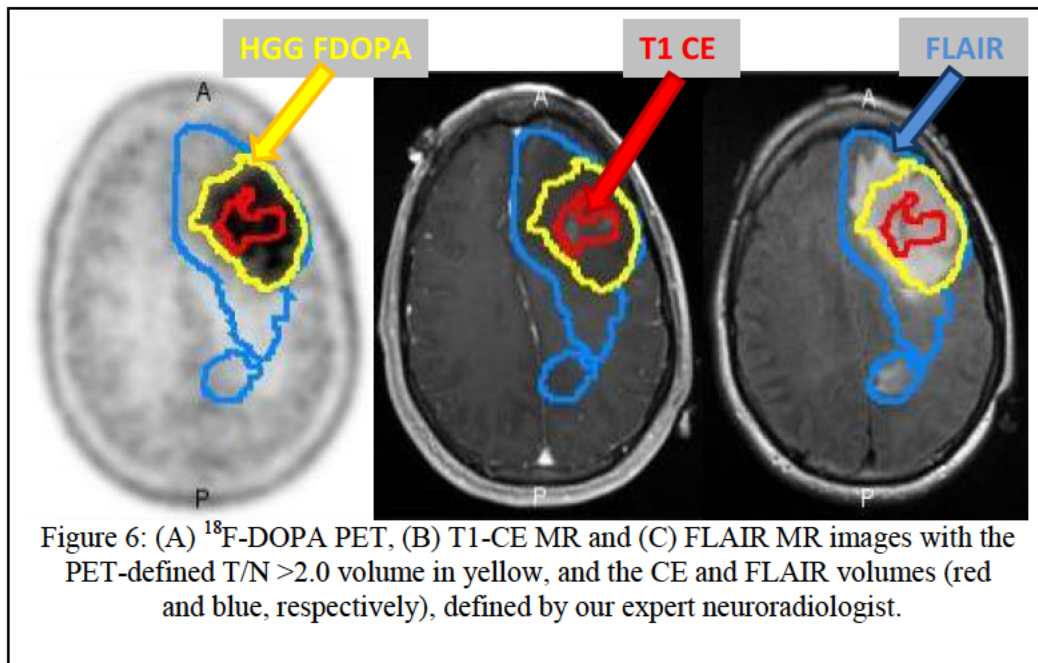 HGG FDOPA
T1 CE
FLAIR
A
A
A
P
P
P
Figure 6: (A) ¹⁸F-DOPA PET, (B) T1-CE MR and (C) FLAIR MR images with the
PET-defined T/N >2.0 volume in yellow, and the CE and FLAIR volumes (red
and blue, respectively), defined by our expert neuroradiologist.